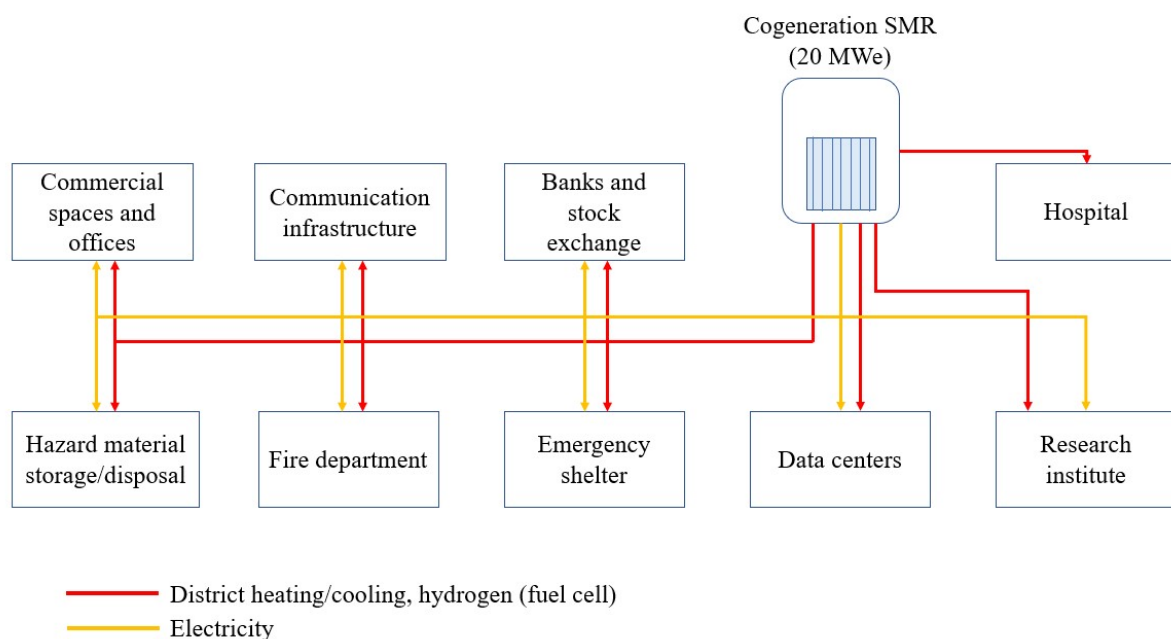 Cogeneration SMR
(20 MWe)
Commercial
spaces and
offices
Communication
infrastructure
Banks and
stock
exchange
Hospital
Hazard material
storage/disposal
Fire department
Emergency
shelter
Data centers
Research
institute
District heating/cooling, hydrogen (fuel cell)
Electricity